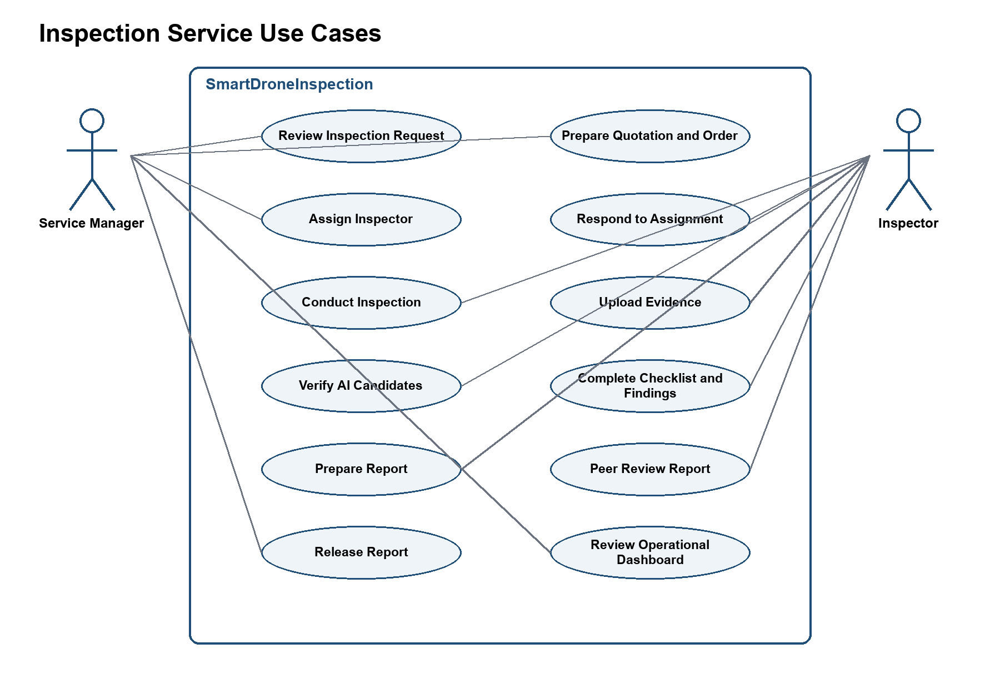 Inspection Service Use Cases
SmartDroneInspection
Review Inspection Request
Prepare Quotation and Order
Assign Inspector
Respond to Assignment
Service Manager
Inspector
Conduct Inspection
Upload Evidence
Verify AI Candidates
Complete Checklist and
Findings
Prepare Report
Peer Review Report
Release Report
Review Operational
Dashboard